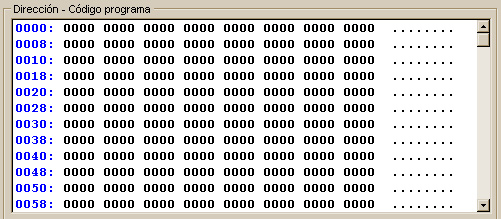 Dirección - Código programa
0000: 0000 0000 0000 0000 0000 0000 0000 0000 ........
0008: 0000 0000 0000 0000 0000 0000 0000 0000 ........
0010: 0000 0000 0000 0000 0000 0000 0000 0000 ........
0018: 0000 0000 0000 0000 0000 0000 0000 0000 ........
0020: 0000 0000 0000 0000 0000 0000 0000 0000 ........
0028: 0000 0000 0000 0000 0000 0000 0000 0000 ........
0030: 0000 0000 0000 0000 0000 0000 0000 0000 ........
0038: 0000 0000 0000 0000 0000 0000 0000 0000 ........
0040: 0000 0000 0000 0000 0000 0000 0000 0000 ........
0048: 0000 0000 0000 0000 0000 0000 0000 0000 ........
0050: 0000 0000 0000 0000 0000 0000 0000 0000 ........
0058: 0000 0000 0000 0000 0000 0000 0000 0000 ........